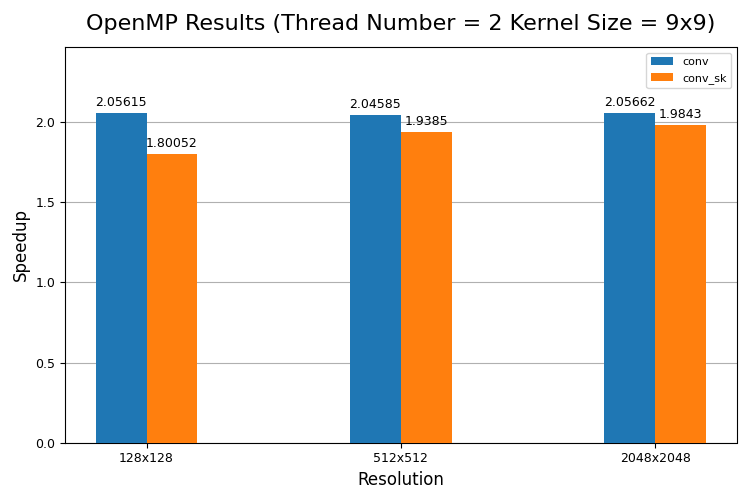 OpenMP Results (Thread Number = 2 Kernel Size = 9x9)
conv
conv_sk
2.05615
1.80052
2.04585
1.9385
2.05662
1.9843
2.0
1.5
1.0
0.5
0.0
Speedup
128x128
512x512
2048x2048
Resolution